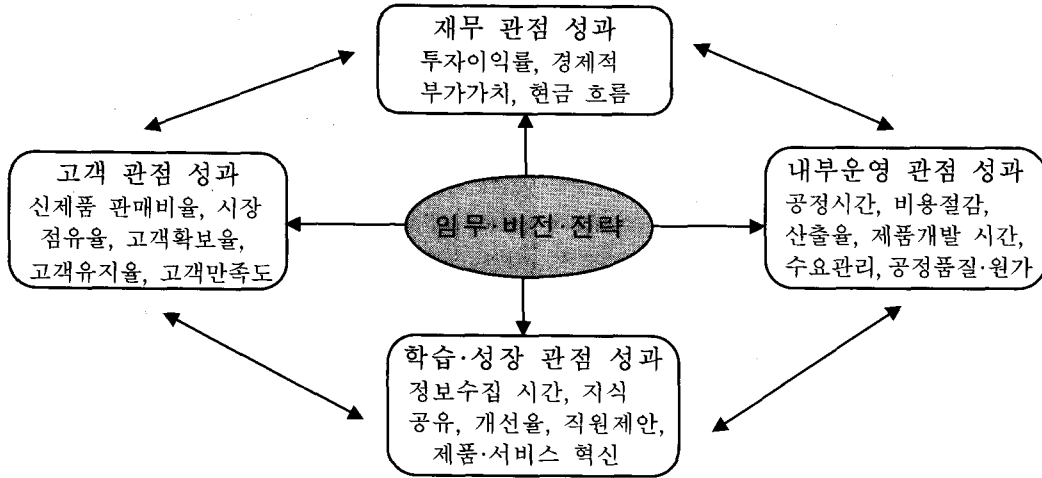 재무 관점 성과
투자이익률, 경제적
부가가치, 현금 흐름
고객 관점 성과
신제품 판매비율, 시장
점유율, 고객확보율,
고객유지율, 고객만족도
임무·비전·전략
내부운영 관점 성과
공정시간, 비용절감,
산출율, 제품개발 시간,
수요관리, 공정품질·원가
학습·성장 관점 성과
정보수집 시간, 지식
공유, 개선율, 직원제안,
제품·서비스 혁신